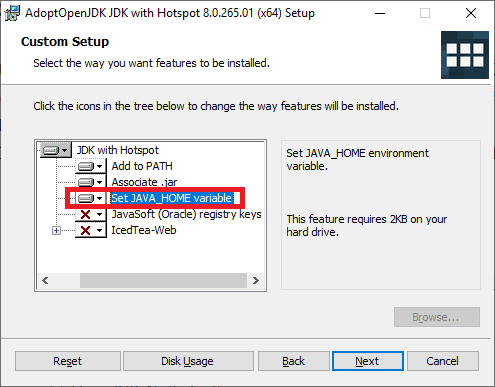 AdoptOpenJDK JDK with Hotspot 8.0.265.01 (x64) Setup
Custom Setup
Select the way you want features to be installed.
Click the icons in the tree below to change the way features will be installed.
JDK with Hotspot
Add to PATH
Associate .jar
Set JAVA_HOME variable
JavaSoft (Oracle) registry keys
IcedTea-Web
Set JAVA_HOME environment
variable.
This feature requires 2KB on your
hard drive.
Browse...
Reset
Disk Usage
Back
Next
Cancel